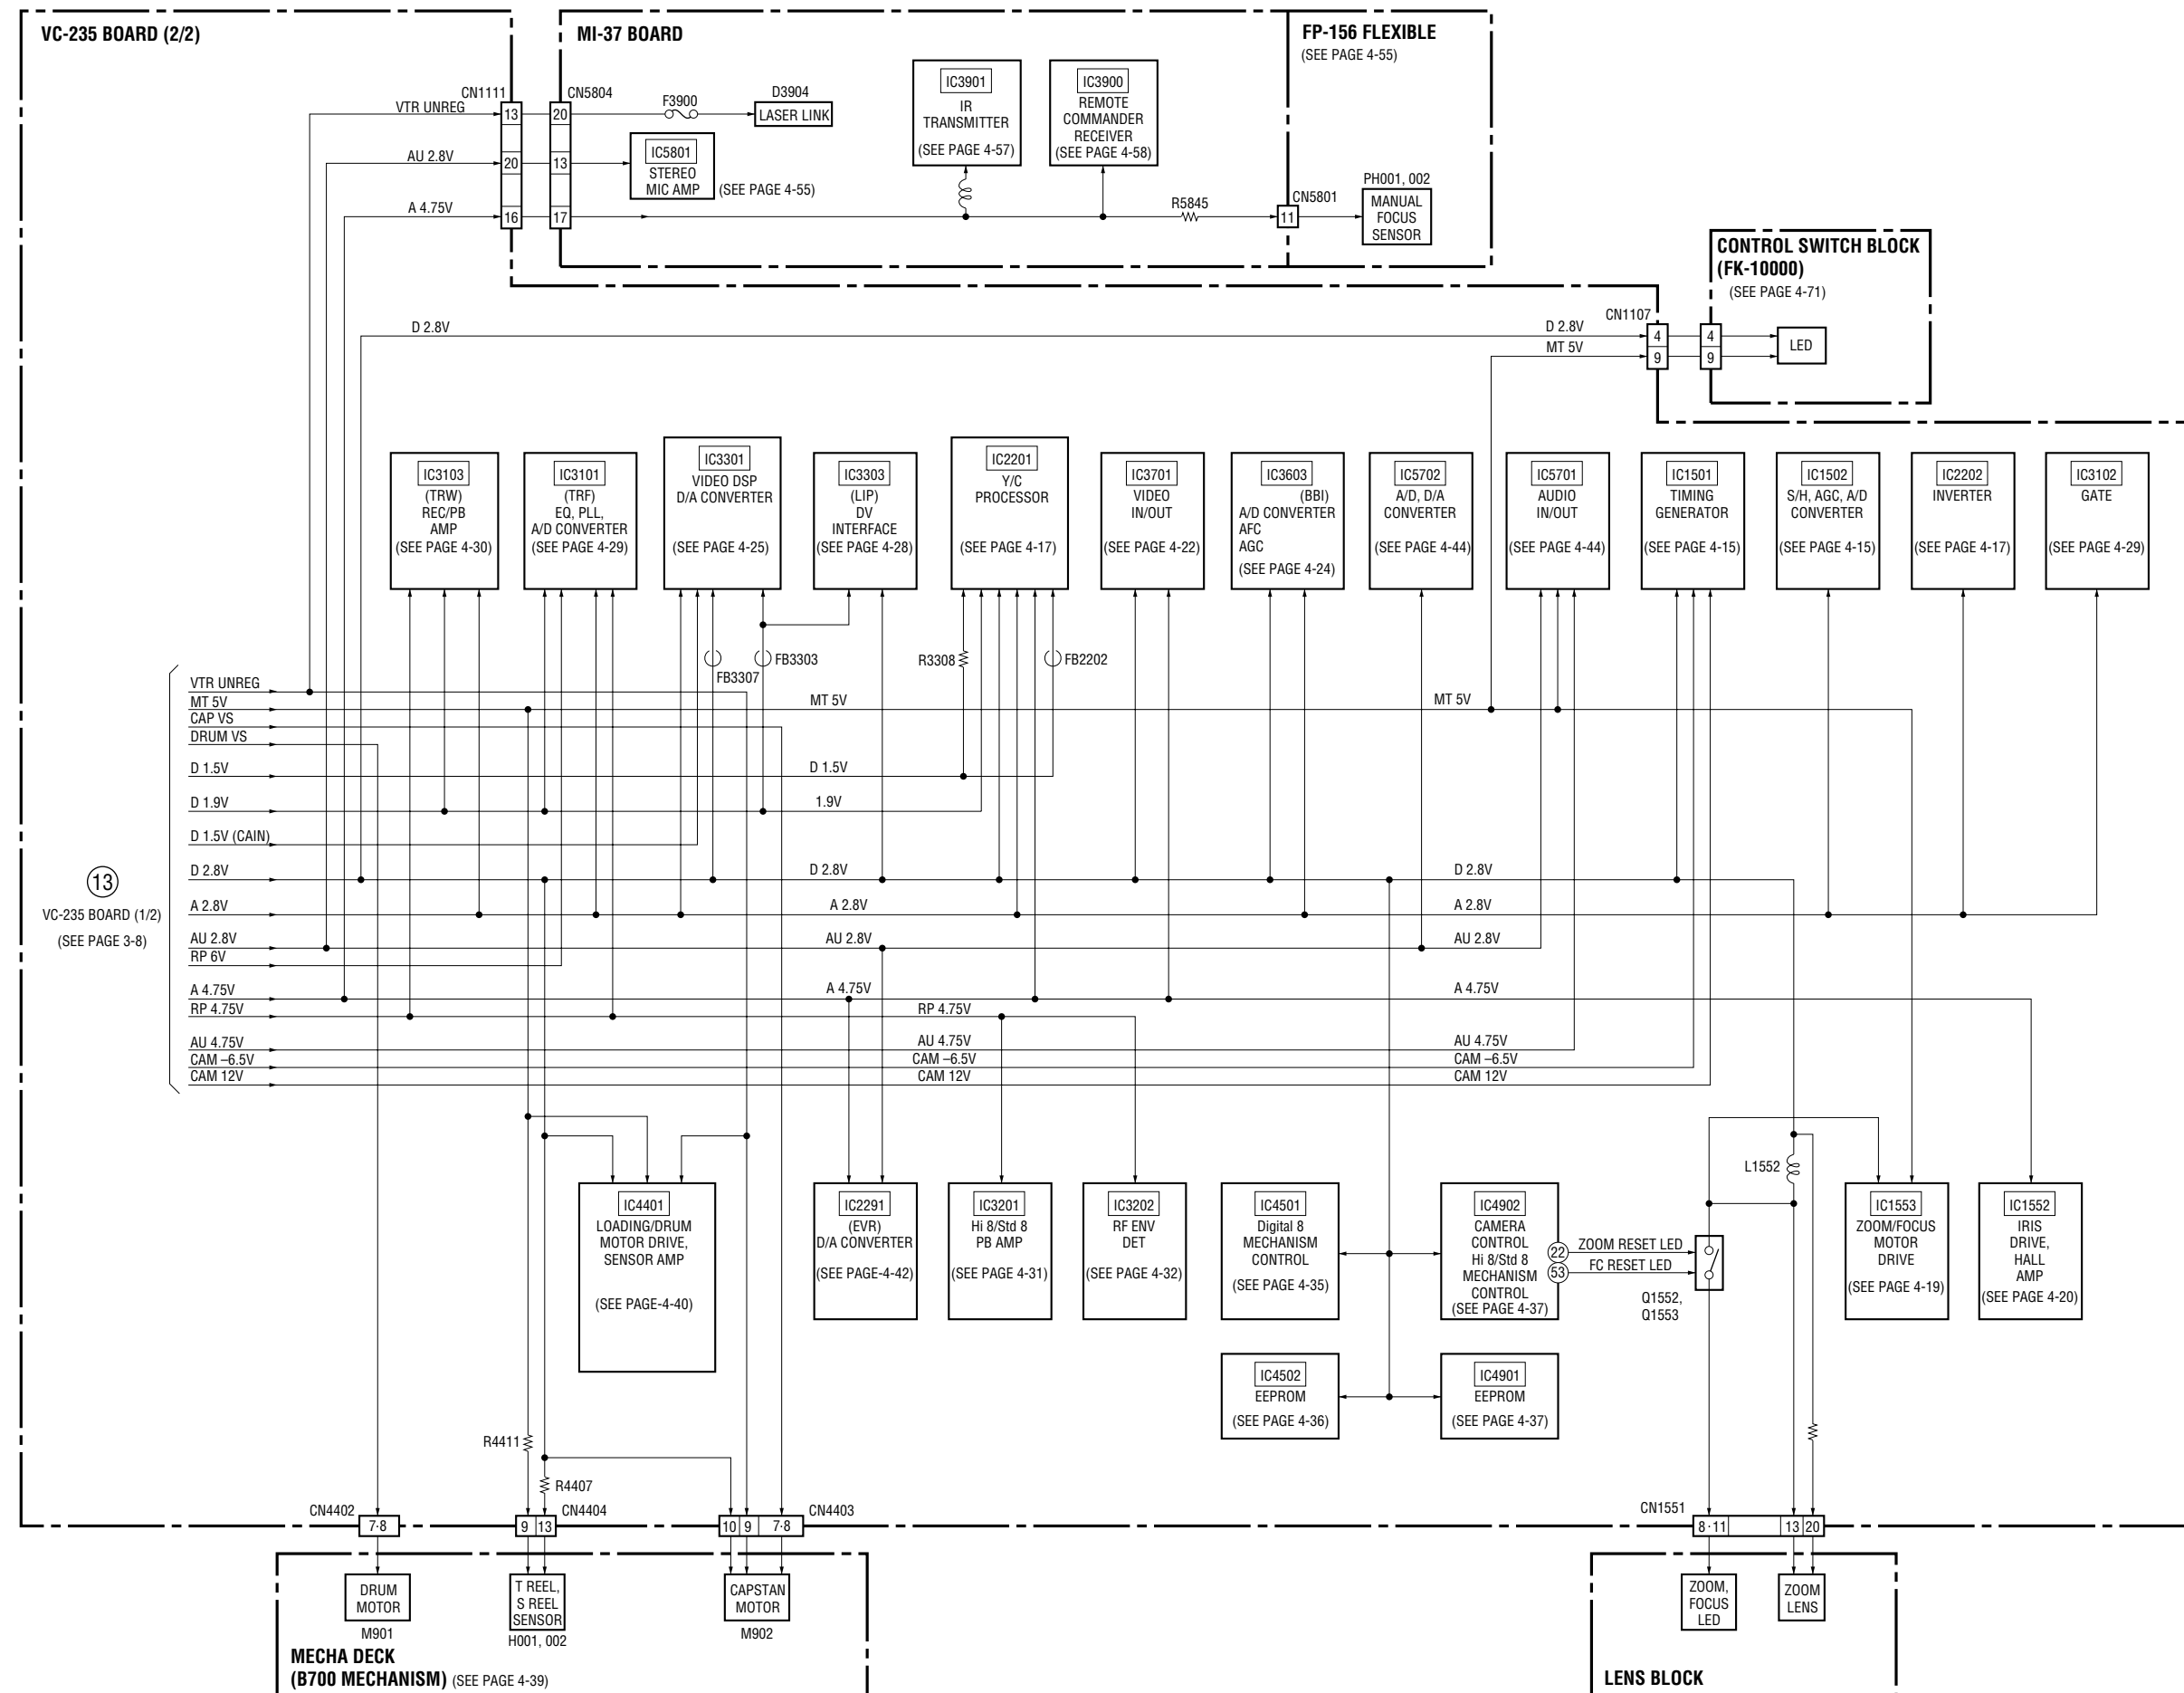 VC-235 BOARD (2/2)
MI-37 BOARD
FP-156 FLEXIBLE
(SEE PAGE 4-55)
CN1111
CN5804
VTR UNREG
13
20
F3900
D3904
LASER LINK
AU 2.8V
20
13
IC5801
STEREO
MIC AMP
(SEE PAGE 4-55)
A 4.75V
16
17
IC3901
IR
TRANSMITTER
(SEE PAGE 4-57)
IC3900
REMOTE
COMMANDER
RECEIVER
(SEE PAGE 4-58)
R5845
CN5801
11
PH001, 002
MANUAL
FOCUS
SENSOR
CONTROL SWITCH BLOCK
(FK-10000)
(SEE PAGE 4-71)
CN1107
D 2.8V
D 2.8V
4
4
MT 5V
9
9
LED
IC3103
(TRW)
REC/PB
AMP
(SEE PAGE 4-30)
IC3101
(TRF)
EQ, PLL,
A/D CONVERTER
(SEE PAGE 4-29)
IC3301
VIDEO DSP
D/A CONVERTER
(SEE PAGE 4-25)
IC3303
(LIP)
DV
INTERFACE
(SEE PAGE 4-28)
IC2201
Y/C
PROCESSOR
(SEE PAGE 4-17)
IC3701
VIDEO
IN/OUT
(SEE PAGE 4-22)
IC3603
(BBI)
A/D CONVERTER
AFC
AGC
(SEE PAGE 4-24)
IC5702
A/D, D/A
CONVERTER
(SEE PAGE 4-44)
IC5701
AUDIO
IN/OUT
(SEE PAGE 4-44)
IC1501
TIMING
GENERATOR
(SEE PAGE 4-15)
IC1502
S/H, AGC, A/D
CONVERTER
(SEE PAGE 4-15)
IC2202
INVERTER
(SEE PAGE 4-17)
IC3102
GATE
(SEE PAGE 4-29)
FB3307
FB3303
R3308
FB2202
13
VC-235 BOARD (1/2)
(SEE PAGE 3-8)
VTR UNREG
MT 5V
MT 5V
MT 5V
CAP VS
DRUM VS
D 1.5V
D 1.5V
D 1.9V
1.9V
D 1.5V (CAIN)
D 2.8V
D 2.8V
D 2.8V
A 2.8V
A 2.8V
A 2.8V
AU 2.8V
AU 2.8V
AU 2.8V
RP 6V
A 4.75V
A 4.75V
A 4.75V
RP 4.75V
RP 4.75V
AU 4.75V
AU 4.75V
AU 4.75V
CAM –6.5V
CAM –6.5V
CAM –6.5V
CAM 12V
CAM 12V
CAM 12V
IC4401
LOADING/DRUM
MOTOR DRIVE,
SENSOR AMP
(SEE PAGE-4-40)
IC2291
(EVR)
D/A CONVERTER
(SEE PAGE-4-42)
IC3201
Hi 8/Std 8
PB AMP
(SEE PAGE 4-31)
IC3202
RF ENV
DET
(SEE PAGE 4-32)
IC4501
Digital 8
MECHANISM
CONTROL
(SEE PAGE 4-35)
IC4902
CAMERA
CONTROL
Hi 8/Std 8
MECHANISM
CONTROL
(SEE PAGE 4-37)
22
ZOOM RESET LED
53
FC RESET LED
Q1552,
Q1553
L1552
IC1553
ZOOM/FOCUS
MOTOR
DRIVE
(SEE PAGE 4-19)
IC1552
IRIS
DRIVE,
HALL
AMP
(SEE PAGE 4-20)
IC4502
EEPROM
(SEE PAGE 4-36)
IC4901
EEPROM
(SEE PAGE 4-37)
R4411
R4407
CN4402
7·8
9
13
CN4404
10
9
7·8
CN4403
CN1551
8·11
13
20
DRUM
MOTOR
M901
T REEL,
S REEL
SENSOR
H001, 002
CAPSTAN
MOTOR
M902
MECHA DECK
(B700 MECHANISM) (SEE PAGE 4-39)
ZOOM,
FOCUS
LED
ZOOM
LENS
LENS BLOCK